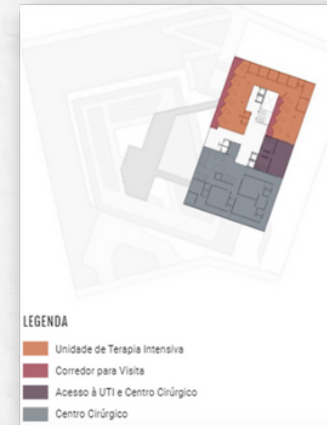 LEGENDA
Unidade de Terapia Intensiva
Corredor para Visita
Acesso à UTI e Centro Cirúrgico
Centro Cirúrgico